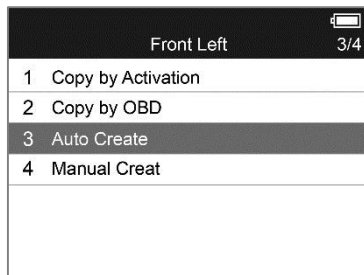 Front Left
3/4
1 Copy by Activation
2 Copy by OBD
3 Auto Create
4 Manual Creat